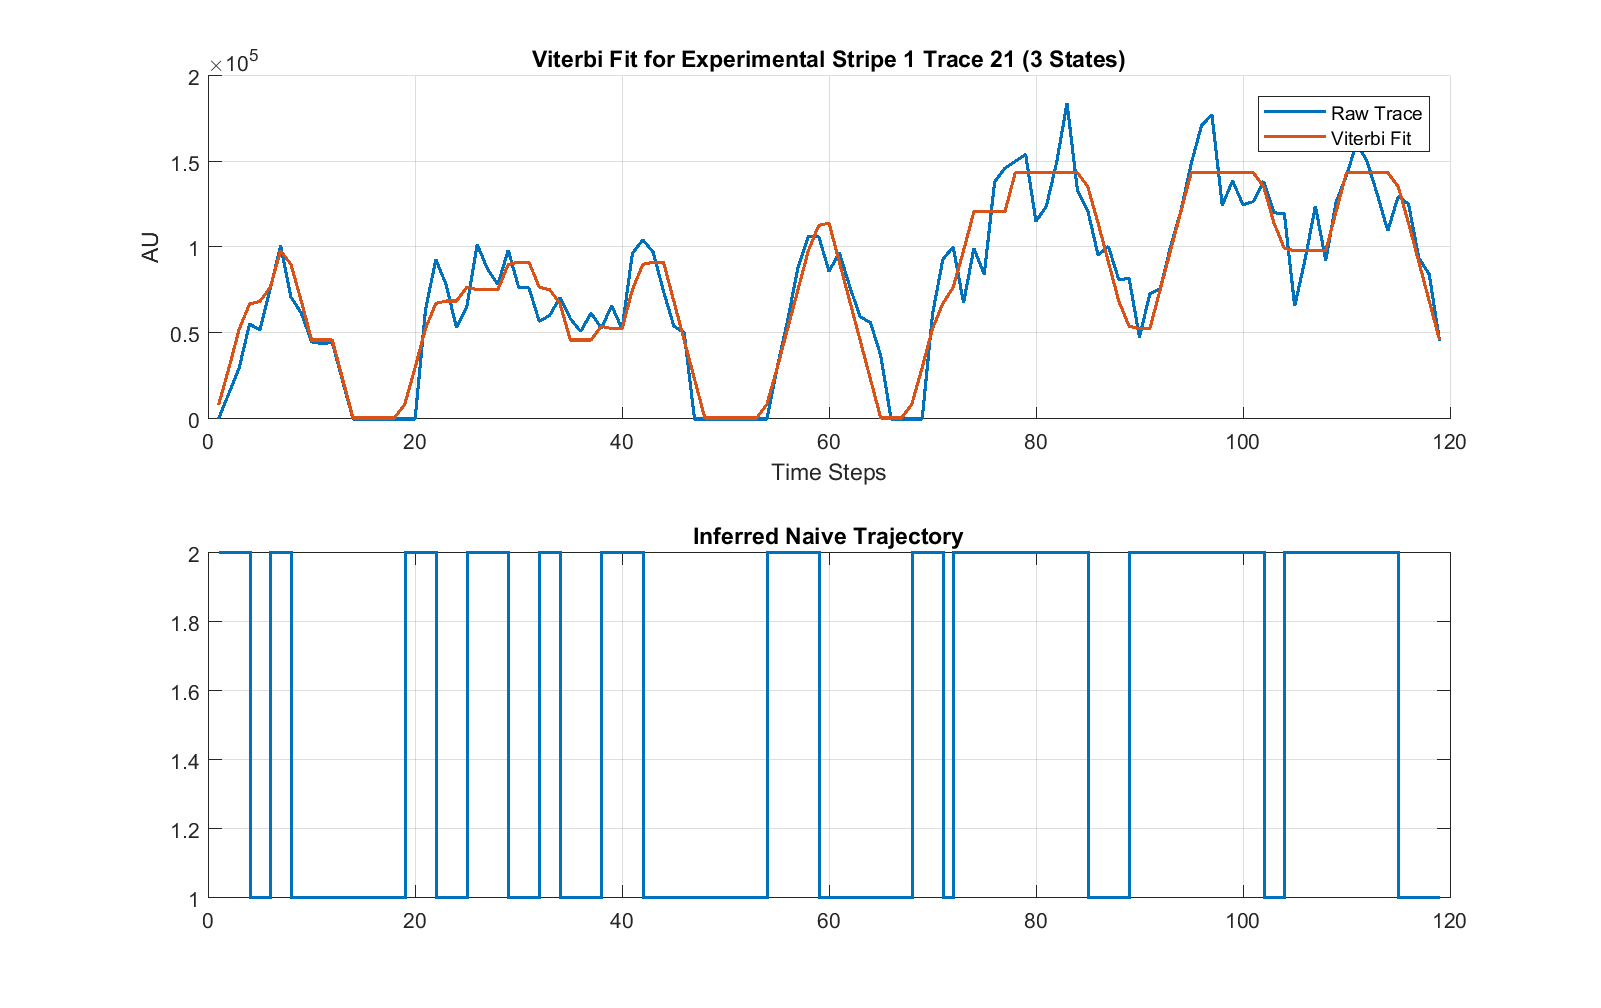 Viterbi Fit for Experimental Stripe 1 Trace 21 (3 States)
×10^5
2
1.5
1
0.5
0
AU
Raw Trace
Viterbi Fit
0 20 40 60 80 100 120
Time Steps
Inferred Naive Trajectory
2
1.8
1.6
1.4
1.2
1
0 20 40 60 80 100 120